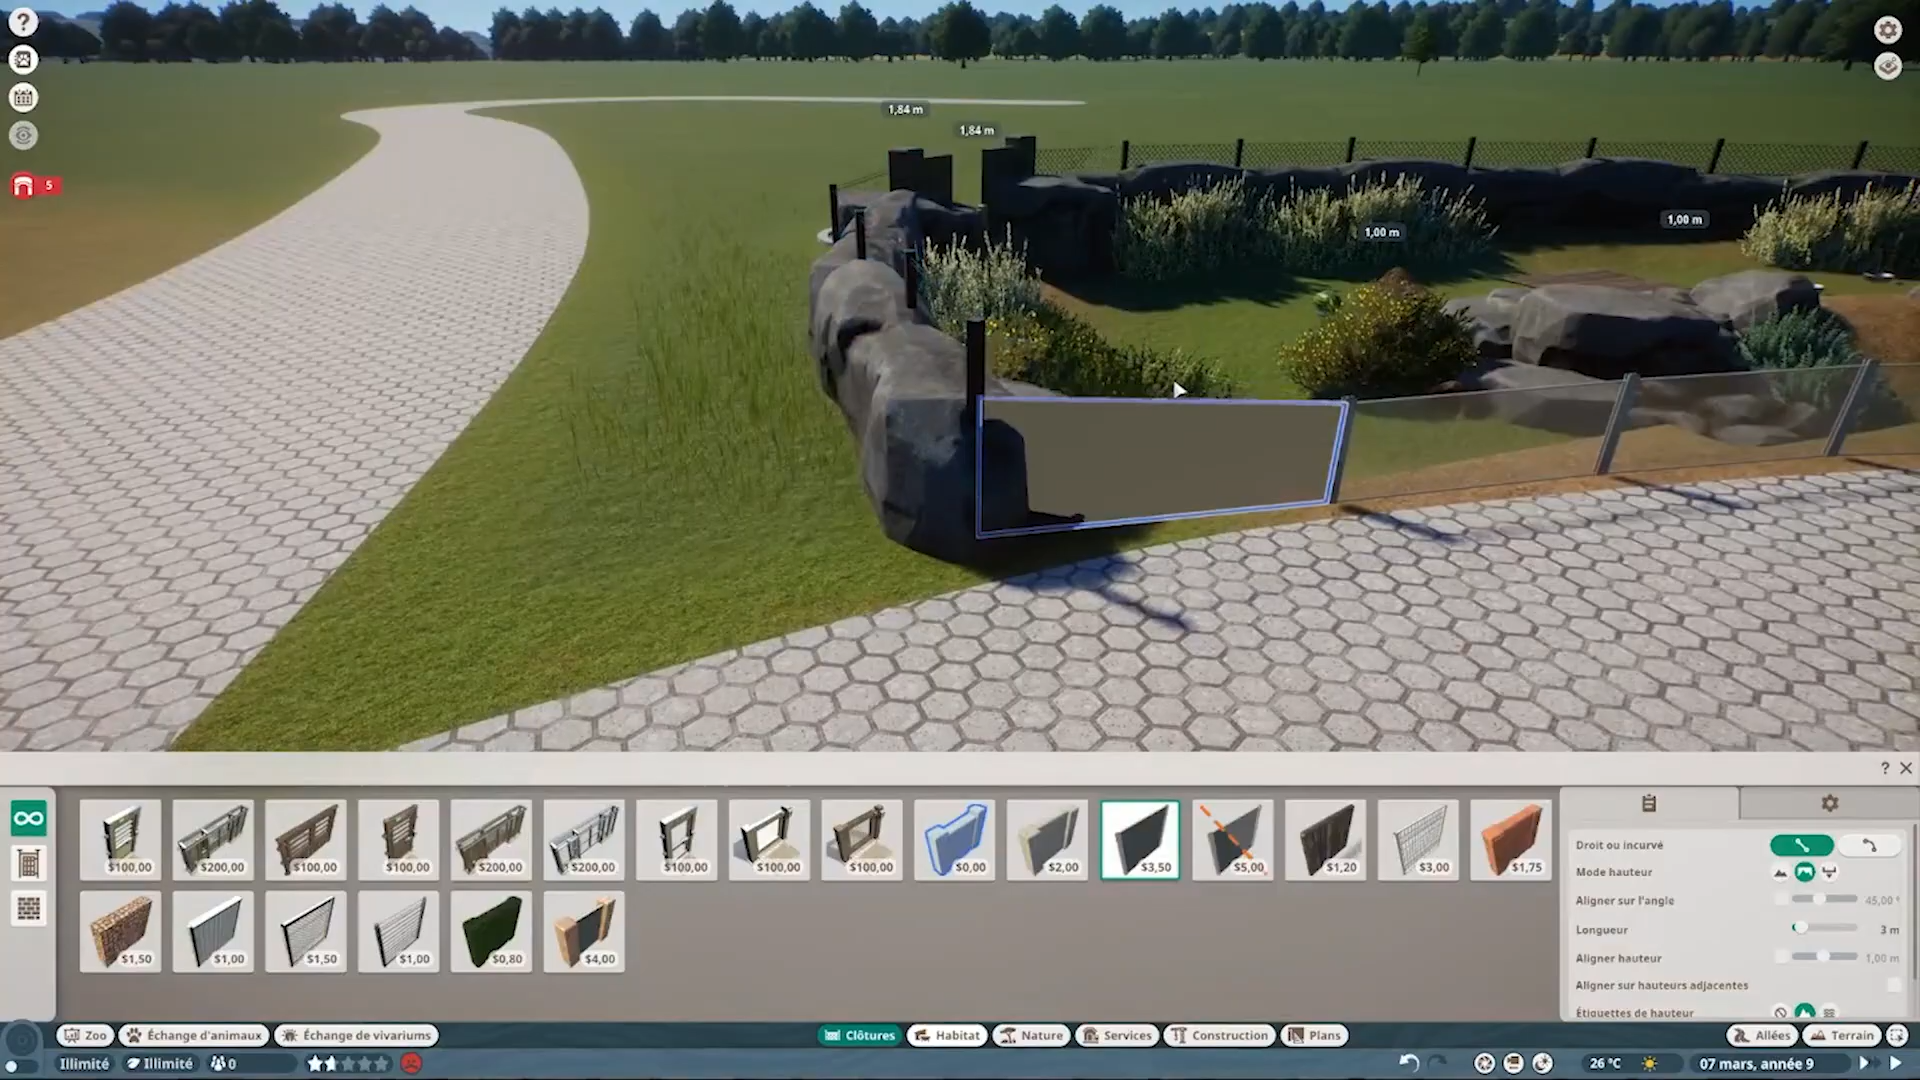 5
1,84 m
1,84 m
1,00 m
1,00 m
?
?
$100,00
$200,00
$100,00
$100,00
$200,00
$200,00
$100,00
$100,00
$100,00
$0,00
$2,00
$3,50
$5,00
$1,20
$3,00
$1,75
$1,50
$1,00
$1,50
$1,00
$0,80
$4,00
Droit ou incurvé
Mode hauteur
Aligner sur l'angle
45,00 °
Longueur
3 m
Aligner hauteur
1,00 m
Aligner sur hauteurs adjacentes
Étiquettes de hauteur
Zoo
Échange d'animaux
Échange de vivariums
Clôtures
Habitat
Nature
Services
Construction
Plans
Allées
Terrain
Illimité
Illimité
0
26 °C
07 mars, année 9